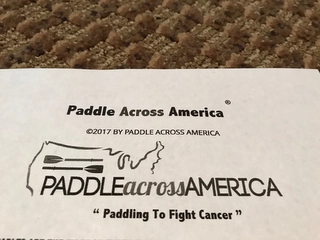 Paddle Across America®
©2017 BY PADDLE ACROSS AMERICA
PADDLEacrossAMERICA
“ Paddling To Fight Cancer ”